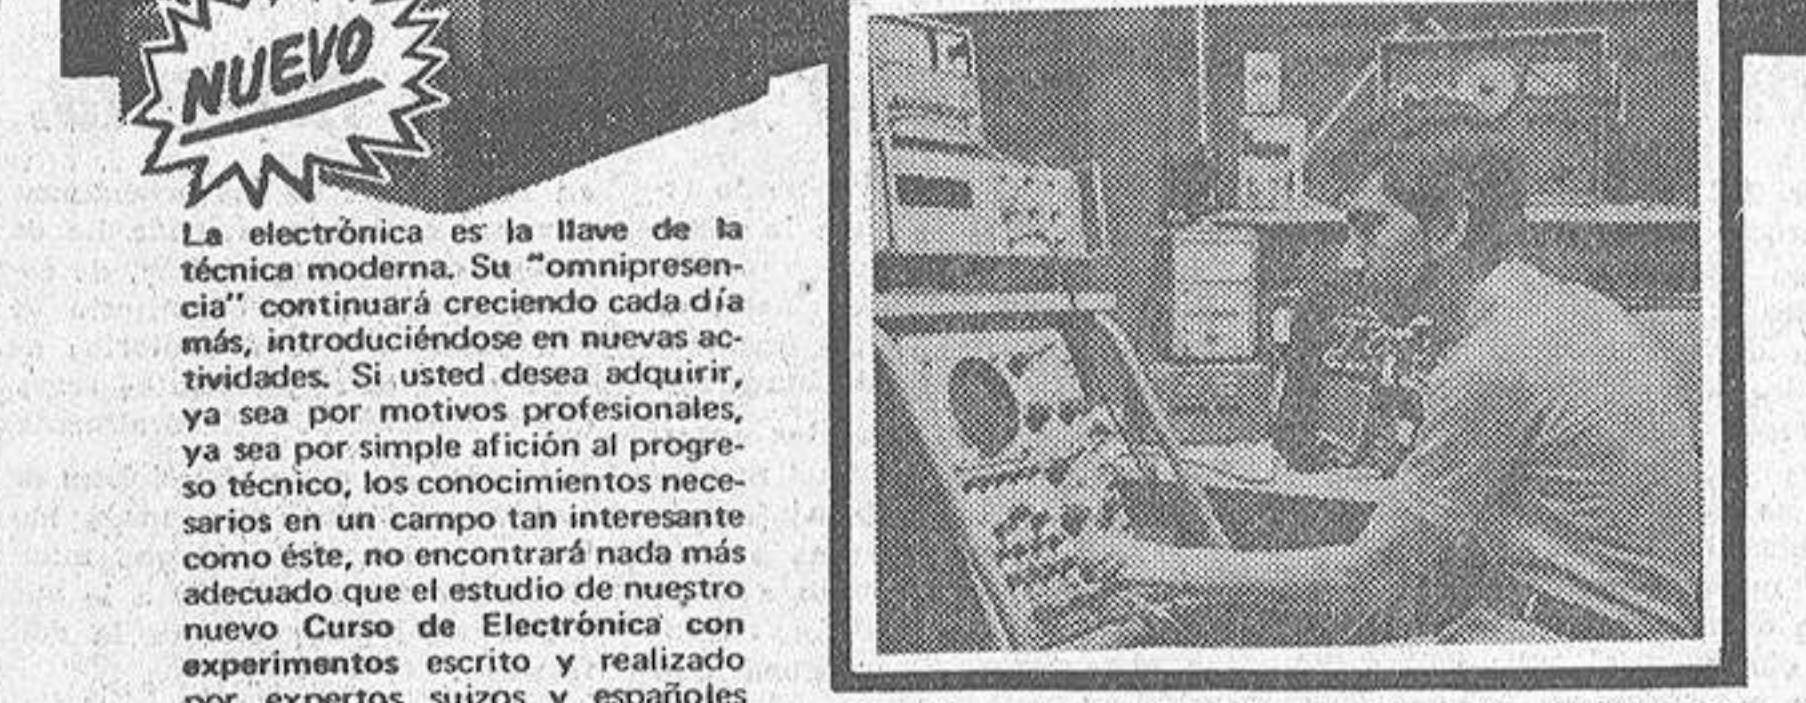 NUEVO
La electrónica es la llave de la
técnica moderna. Su "omnipresen-
cia" continuará creciendo cada día
más, introduciéndose en nuevas ac-
tividades. Si usted desea adquirir,
ya sea por motivos profesionales,
ya sea por simple afición al progre-
so técnico, los conocimientos nece-
sarios en un campo tan interesante
como éste, no encontrará nada más
adecuado que el estudio de nuestro
nuevo Curso de Electrónica con
experimentos escrito y realizado
por expertos suizos y españoles